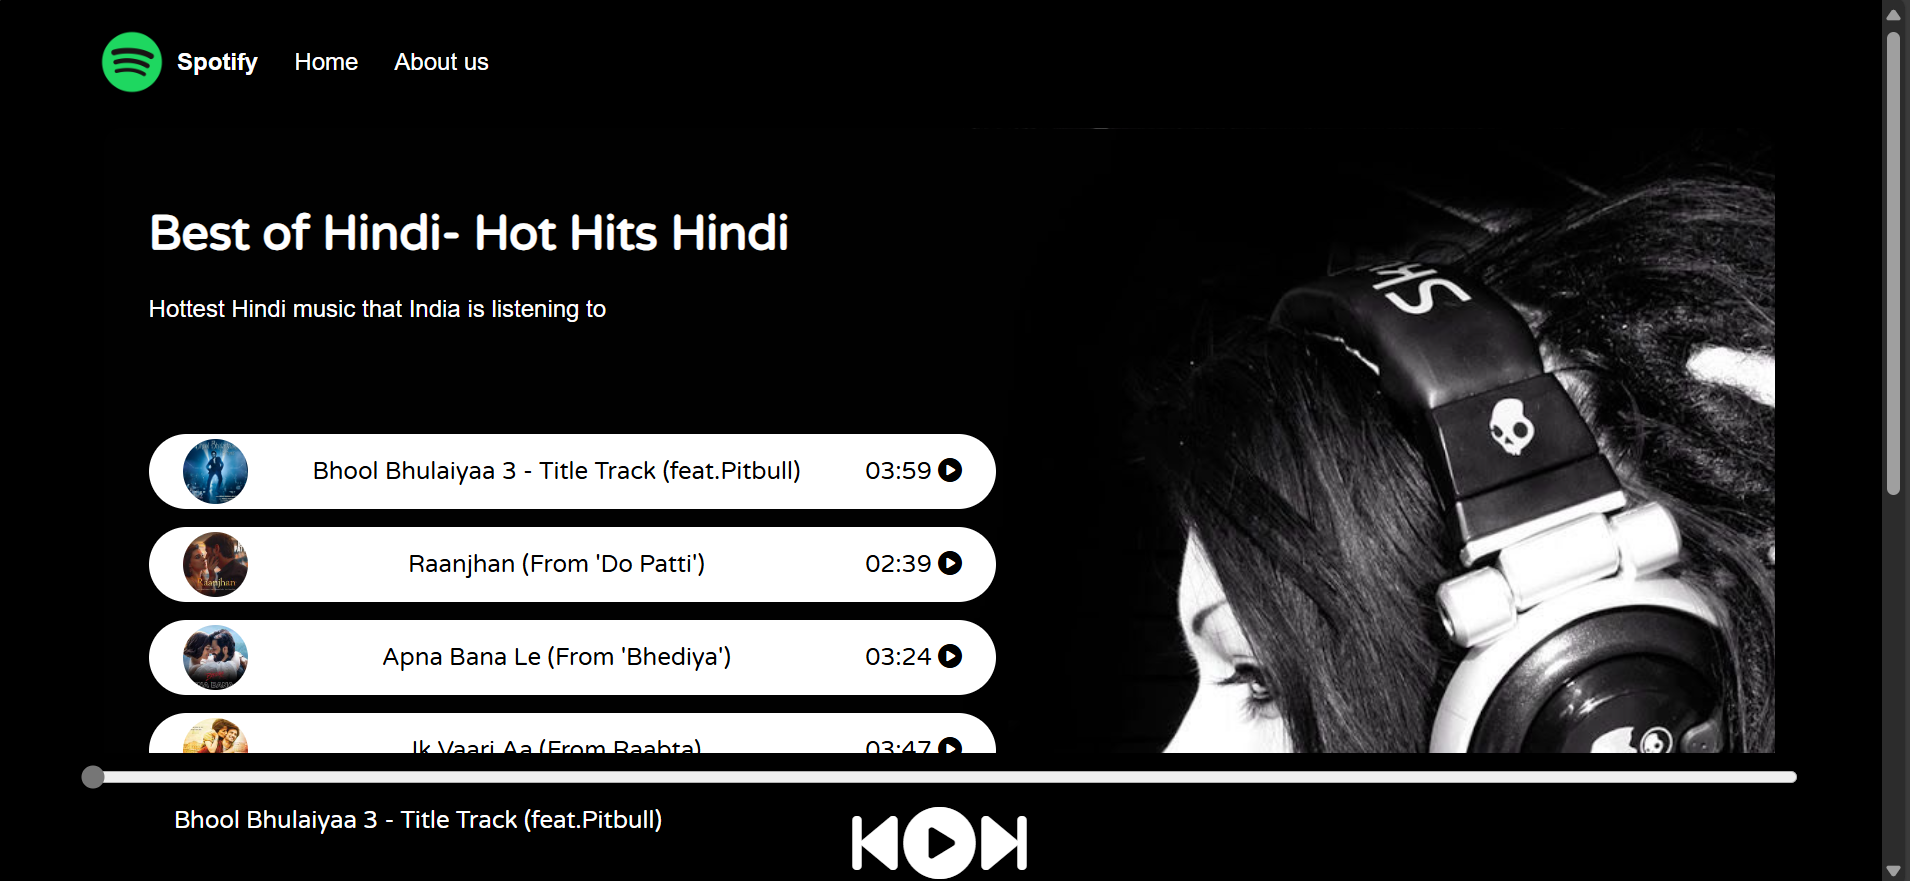 Spotify Home About us
Best of Hindi- Hot Hits Hindi
Hottest Hindi music that India is listening to
Bhool Bhulaiyaa 3 - Title Track (feat.Pitbull) 03:59
Raanjhan
Raanjhan (From 'Do Patti') 02:39
Apna Bana Le (From 'Bhediya') 03:24
Ik Vaari Aa (From Raabta) 03:47
Bhool Bhulaiyaa 3 - Title Track (feat.Pitbull)